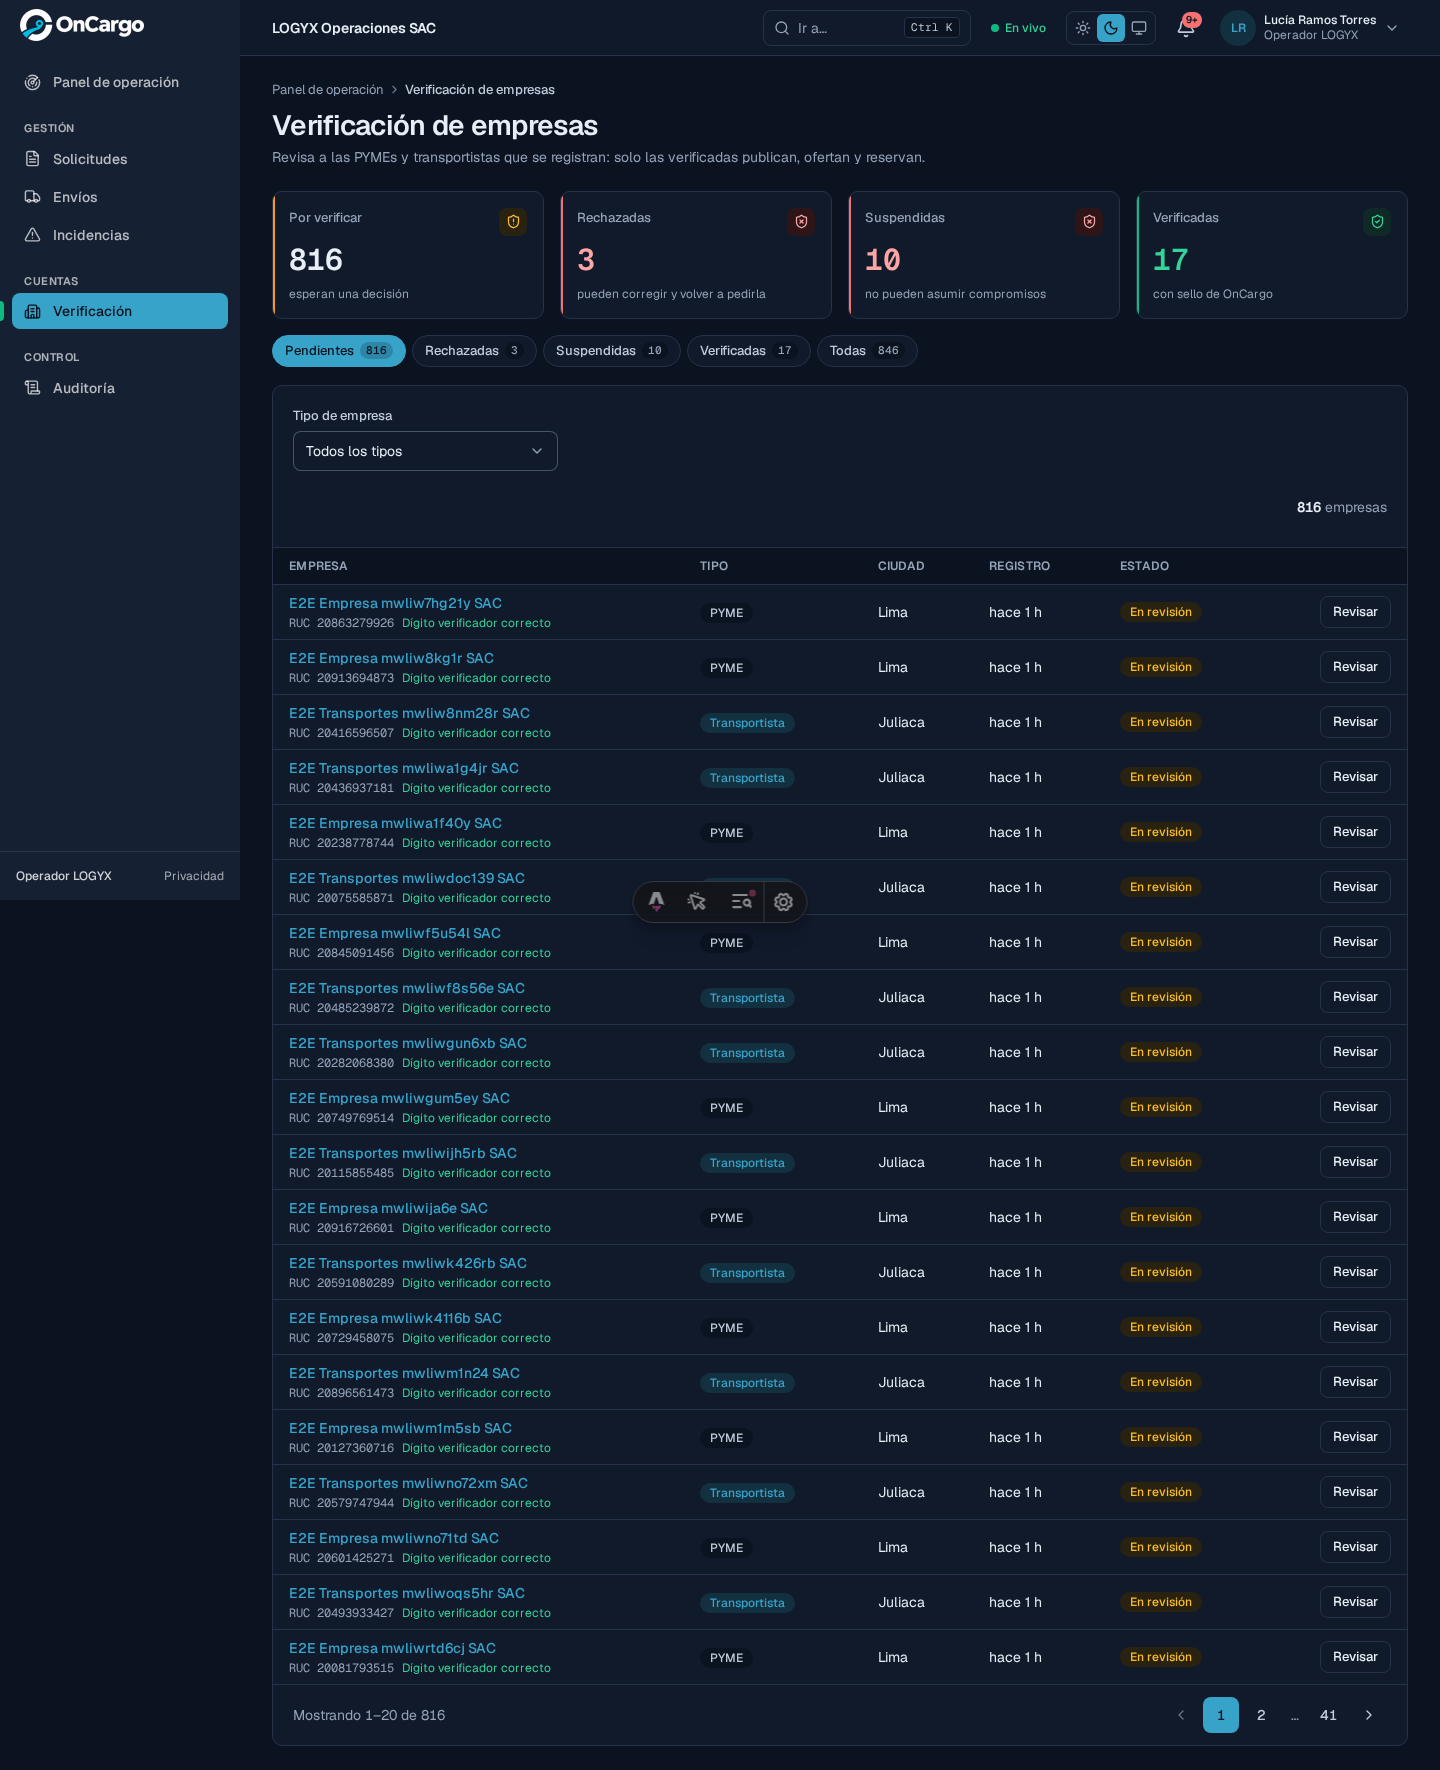 OnCargo
LOGYX Operaciones SAC
Ir a...
Ctrl K
En vivo
9+
LR
Lucía Ramos Torres
Operador LOGYX
Panel de operación
GESTIÓN
Solicitudes
Envíos
Incidencias
CUENTAS
Verificación
CONTROL
Auditoría
Operador LOGYX
Privacidad
Panel de operación > Verificación de empresas
Verificación de empresas
Revisa a las PYMEs y transportistas que se registran: solo las verificadas publican, ofertan y reservan.
Por verificar
816
esperan una decisión
Rechazadas
3
pueden corregir y volver a pedirla
Suspendidas
10
no pueden asumir compromisos
Verificadas
17
con sello de OnCargo
Pendientes 816 Rechazadas 3 Suspendidas 10 Verificadas 17 Todas 846
Tipo de empresa
Todos los tipos
816 empresas
EMPRESA TIPO CIUDAD REGISTRO ESTADO
E2E Empresa mwliw7hg21y SAC
RUC 20863279926 Dígito verificador correcto
PYME Lima hace 1 h En revisión Revisar
E2E Empresa mwliw8kg1r SAC
RUC 20913694873 Dígito verificador correcto
PYME Lima hace 1 h En revisión Revisar
E2E Transportes mwliw8nm28r SAC
RUC 20416596507 Dígito verificador correcto
Transportista Juliaca hace 1 h En revisión Revisar
E2E Transportes mwliwa1g4jr SAC
RUC 20436937181 Dígito verificador correcto
Transportista Juliaca hace 1 h En revisión Revisar
E2E Empresa mwliwa1f40y SAC
RUC 20238778744 Dígito verificador correcto
PYME Lima hace 1 h En revisión Revisar
E2E Transportes mwliwdoc139 SAC
RUC 20075585871 Dígito verificador correcto
Juliaca hace 1 h En revisión Revisar
E2E Empresa mwliwf5u54l SAC
RUC 20845091456 Dígito verificador correcto
PYME Lima hace 1 h En revisión Revisar
E2E Transportes mwliwf8s56e SAC
RUC 20485239872 Dígito verificador correcto
Transportista Juliaca hace 1 h En revisión Revisar
E2E Transportes mwliwgun6xb SAC
RUC 20282068380 Dígito verificador correcto
Transportista Juliaca hace 1 h En revisión Revisar
E2E Empresa mwliwgum5ey SAC
RUC 20749769514 Dígito verificador correcto
PYME Lima hace 1 h En revisión Revisar
E2E Transportes mwliwijh5rb SAC
RUC 20115855485 Dígito verificador correcto
Transportista Juliaca hace 1 h En revisión Revisar
E2E Empresa mwliwija6e SAC
RUC 20916726601 Dígito verificador correcto
PYME Lima hace 1 h En revisión Revisar
E2E Transportes mwliwk426rb SAC
RUC 20591080289 Dígito verificador correcto
Transportista Juliaca hace 1 h En revisión Revisar
E2E Empresa mwliwk4116b SAC
RUC 20729458075 Dígito verificador correcto
PYME Lima hace 1 h En revisión Revisar
E2E Transportes mwliwm1n24 SAC
RUC 20896561473 Dígito verificador correcto
Transportista Juliaca hace 1 h En revisión Revisar
E2E Empresa mwliwm1m5sb SAC
RUC 20127360716 Dígito verificador correcto
PYME Lima hace 1 h En revisión Revisar
E2E Transportes mwliwno72xm SAC
RUC 20579747944 Dígito verificador correcto
Transportista Juliaca hace 1 h En revisión Revisar
E2E Empresa mwliwno71td SAC
RUC 20601425271 Dígito verificador correcto
PYME Lima hace 1 h En revisión Revisar
E2E Transportes mwliwoqs5hr SAC
RUC 20493933427 Dígito verificador correcto
Transportista Juliaca hace 1 h En revisión Revisar
E2E Empresa mwliwrtd6cj SAC
RUC 20081793515 Dígito verificador correcto
PYME Lima hace 1 h En revisión Revisar
Mostrando 1–20 de 816
1 2 ... 41